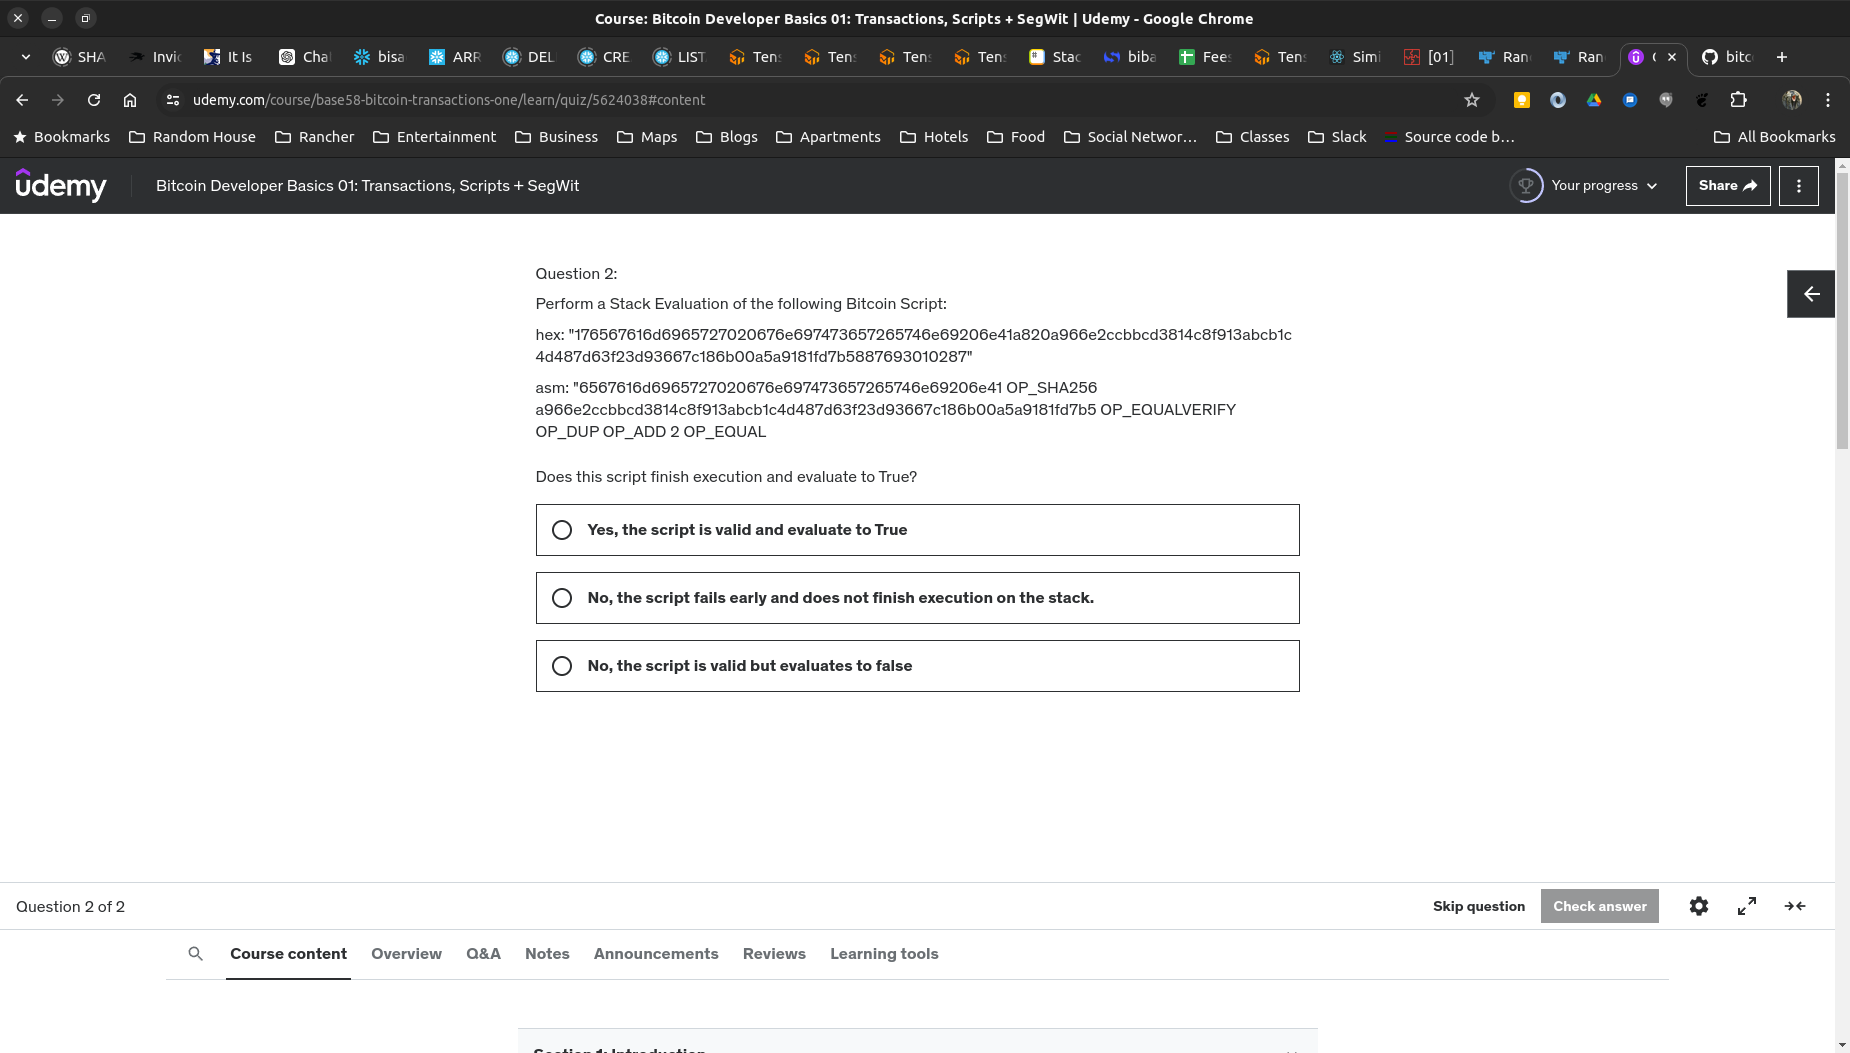 Course: Bitcoin Developer Basics 01: Transactions, Scripts + SegWit | Udemy - Google Chrome
SHA Invic It Is Cha bisa ARR DEL CRE LIST Tens Tens Tens Tens Stac biba Fees Tens Simi [01] Ran Ran bitc
udemy.com/course/base58-bitcoin-transactions-one/learn/quiz/5624038#content
Bookmarks Random House Rancher Entertainment Business Maps Blogs Apartments Hotels Food Social Networ... Classes Slack Source code b... All Bookmarks
udemy Bitcoin Developer Basics 01: Transactions, Scripts + SegWit Your progress Share
Question 2:
Perform a Stack Evaluation of the following Bitcoin Script:
hex: "176567616d6965727020676e697473657265746e69206e41a820a966e2ccbbcd3814c8f913abcb1c
4d487d63f23d93667c186b00a5a9181fd7b5887693010287"
asm: "6567616d6965727020676e697473657265746e69206e41 OP_SHA256
a966e2ccbbcd3814c8f913abcb1c4d487d63f23d93667c186b00a5a9181fd7b5 OP_EQUALVERIFY
OP_DUP OP_ADD 2 OP_EQUAL
Does this script finish execution and evaluate to True?
Yes, the script is valid and evaluate to True
No, the script fails early and does not finish execution on the stack.
No, the script is valid but evaluates to false
Question 2 of 2 Skip question Check answer
Course content Overview Q&A Notes Announcements Reviews Learning tools
Section 1: Introduction